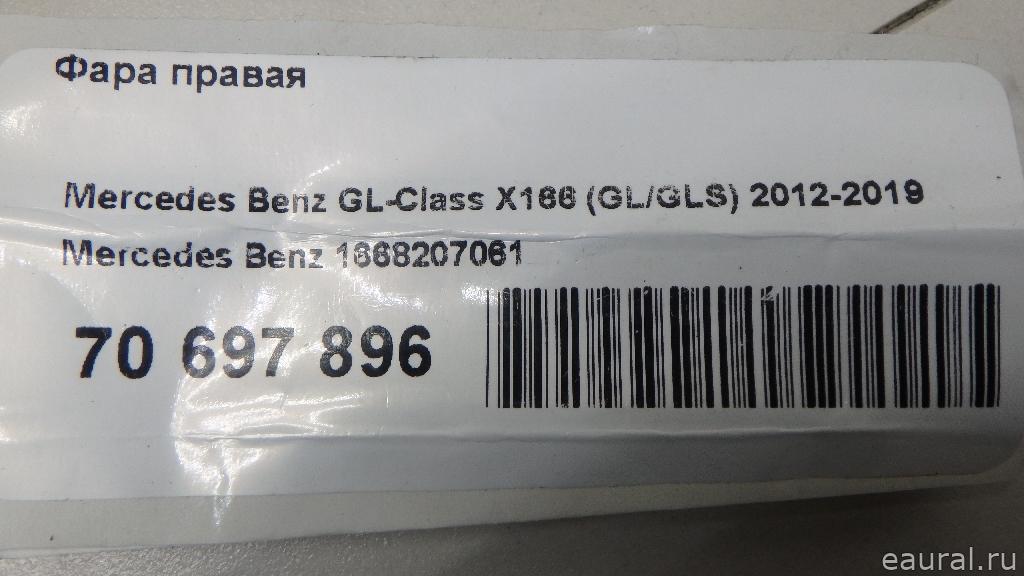 Фара правая
Mercedes Benz GL-Class X166 (GL/GLS) 2012-2019
Mercedes Benz 1668207061
70 697 896
eaural.ru